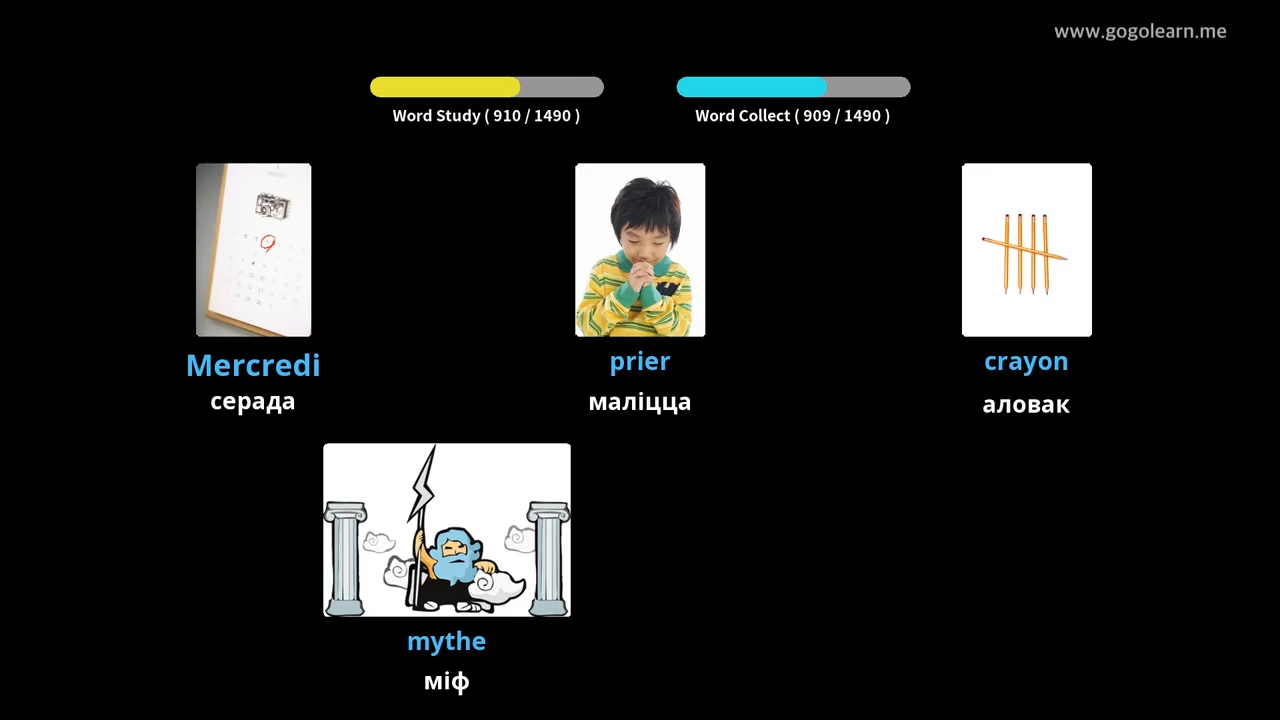 www.gogolearn.me
Word Study ( 910 / 1490 )
Word Collect ( 909 / 1490 )
Mercredi
серада
prier
маліцца
crayon
аловак
mythe
міф